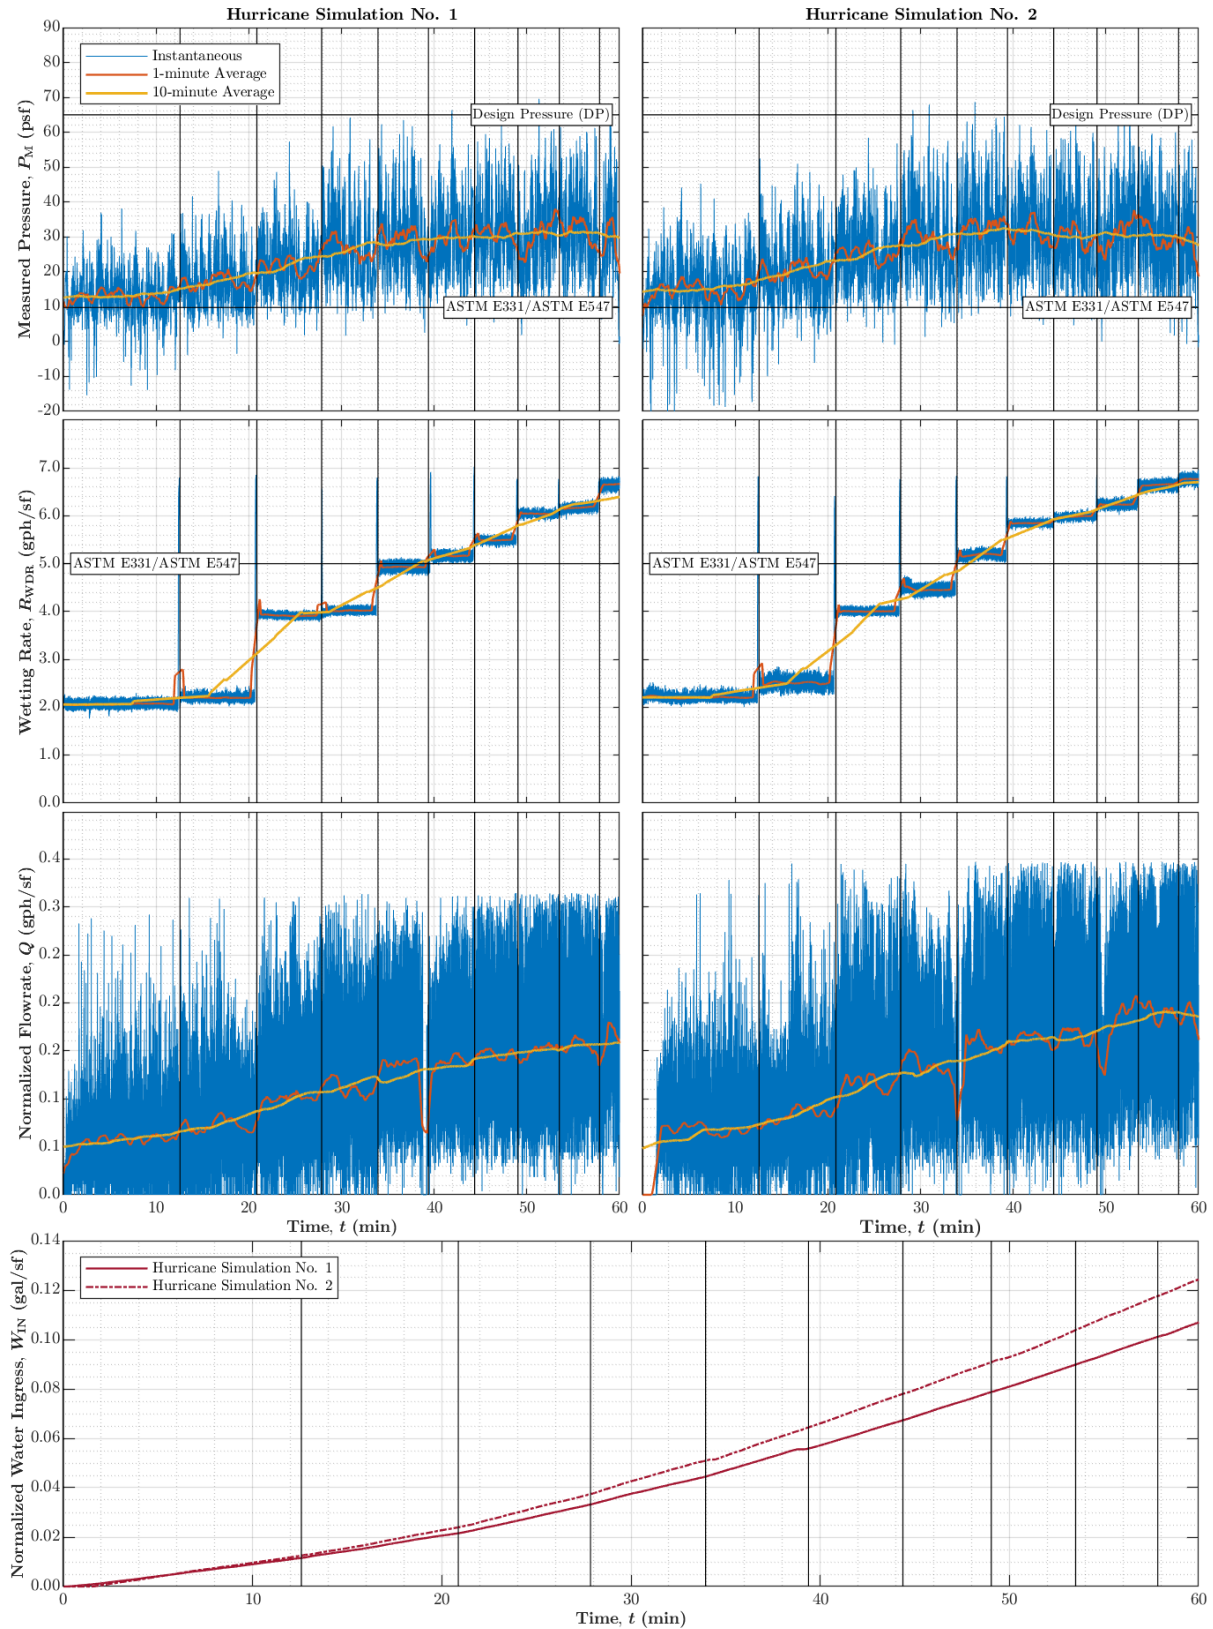 Hurricane Simulation No. 1
Hurricane Simulation No. 2
Measured Pressure, P_M (psf)
90
80
70
60
50
40
30
20
10
0
-10
-20
Instantaneous
1-minute Average
10-minute Average
Design Pressure (DP)
ASTM E331/ASTM E547
Design Pressure (DP)
ASTM E331/ASTM E547
Wetting Rate, R_WDR (gph/sf)
7.0
6.0
5.0
4.0
3.0
2.0
1.0
0.0
ASTM E331/ASTM E547
ASTM E331/ASTM E547
Normalized Flowrate, Q (gph/sf)
0.4
0.3
0.2
0.2
0.2
0.1
0.1
0.0
0 10 20 30 40 50 60
Time, t (min)
0 10 20 30 40 50 60
Time, t (min)
Normalized Water Ingress, W_IN (gal/sf)
0.14
0.12
0.10
0.08
0.06
0.04
0.02
0.00
Hurricane Simulation No. 1
Hurricane Simulation No. 2
0 10 20 30 40 50 60
Time, t (min)